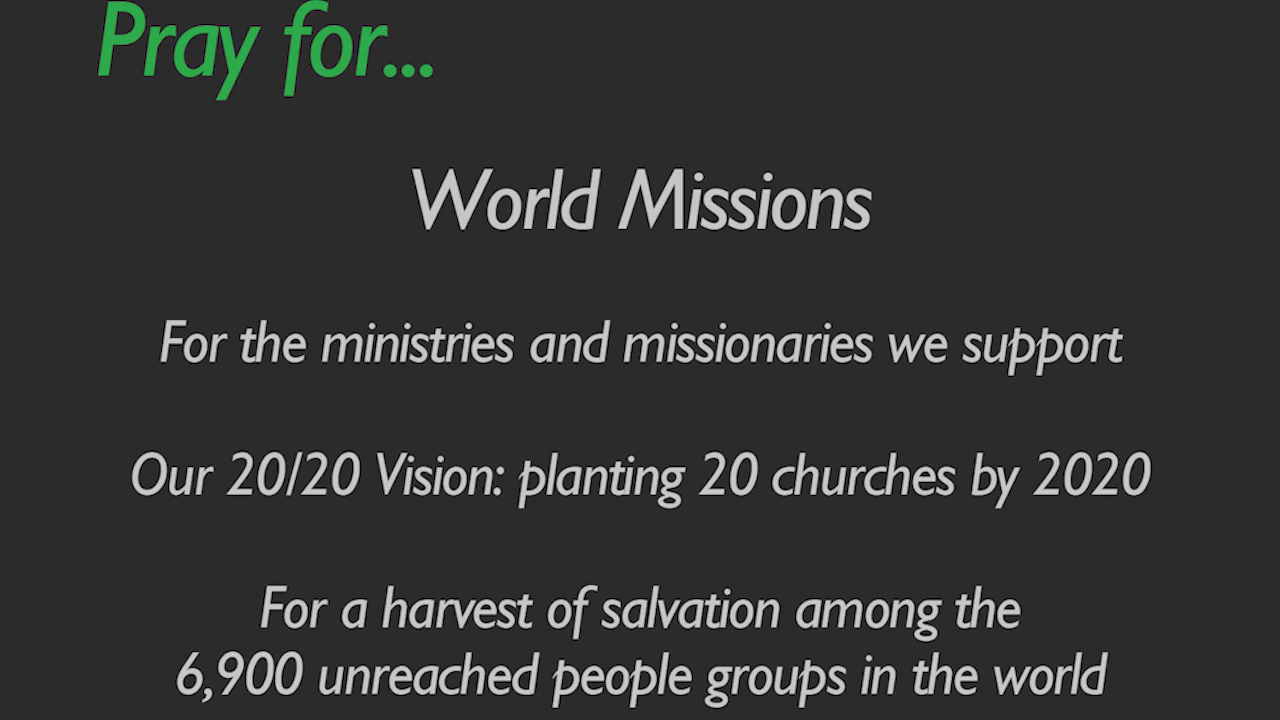 Pray for...
World Missions
For the ministries and missionaries we support
Our 20/20 Vision: planting 20 churches by 2020
For a harvest of salvation among the
6,900 unreached people groups in the world